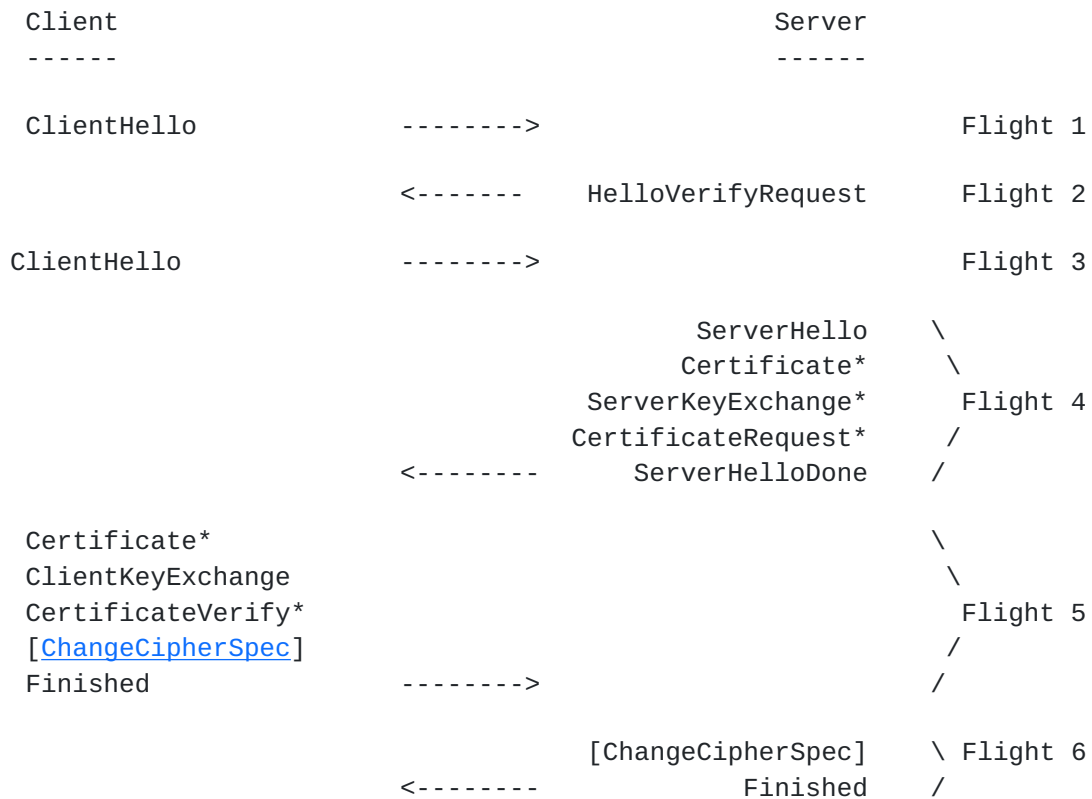 Client Server
------ ------
ClientHello --------> Flight 1
<------- HelloVerifyRequest Flight 2
ClientHello --------> Flight 3
ServerHello \
Certificate* \
ServerKeyExchange* Flight 4
CertificateRequest* /
<-------- ServerHelloDone /
Certificate* \
ClientKeyExchange \
CertificateVerify* Flight 5
[ChangeCipherSpec] /
Finished --------> /
[ChangeCipherSpec] \ Flight 6
<-------- Finished /